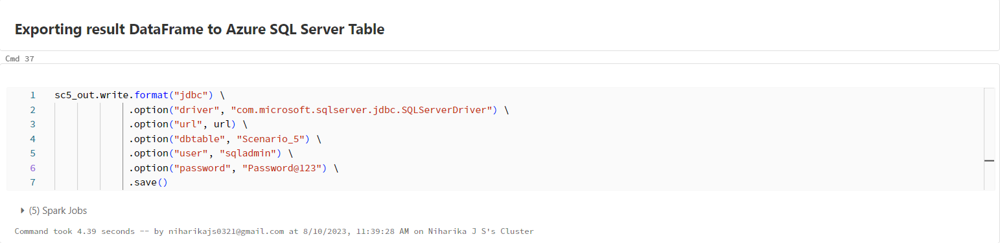 Exporting result DataFrame to Azure SQL Server Table
Cmd 37
1 sc5_out.write.format("jdbc") \
2 .option("driver", "com.microsoft.sqlserver.jdbc.SQLServerDriver") \
3 .option("url", url) \
4 .option("dbtable", "Scenario_5") \
5 .option("user", "sqladmin") \
6 .option("password", "Password@123") \
7 .save()
(5) Spark Jobs
Command took 4.39 seconds -- by niharikajs0321@gmail.com at 8/10/2023, 11:39:28 AM on Niharika J S's Cluster